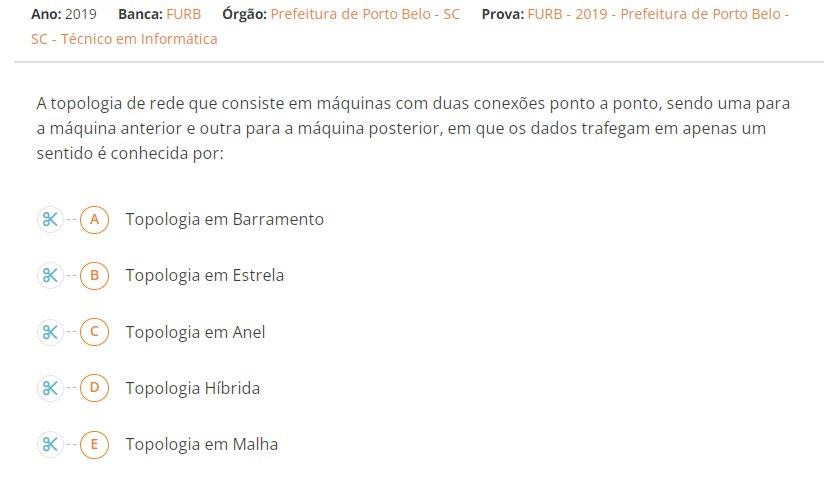 Ano: 2019 Banca: FURB Órgão: Prefeitura de Porto Belo - SC Prova: FURB - 2019 - Prefeitura de Porto Belo -
SC - Técnico em Informática
A topologia de rede que consiste em máquinas com duas conexões ponto a ponto, sendo uma para
a máquina anterior e outra para a máquina posterior, em que os dados trafegam em apenas um
sentido é conhecida por:
A Topologia em Barramento
B Topologia em Estrela
C Topologia em Anel
D Topologia Híbrida
E Topologia em Malha